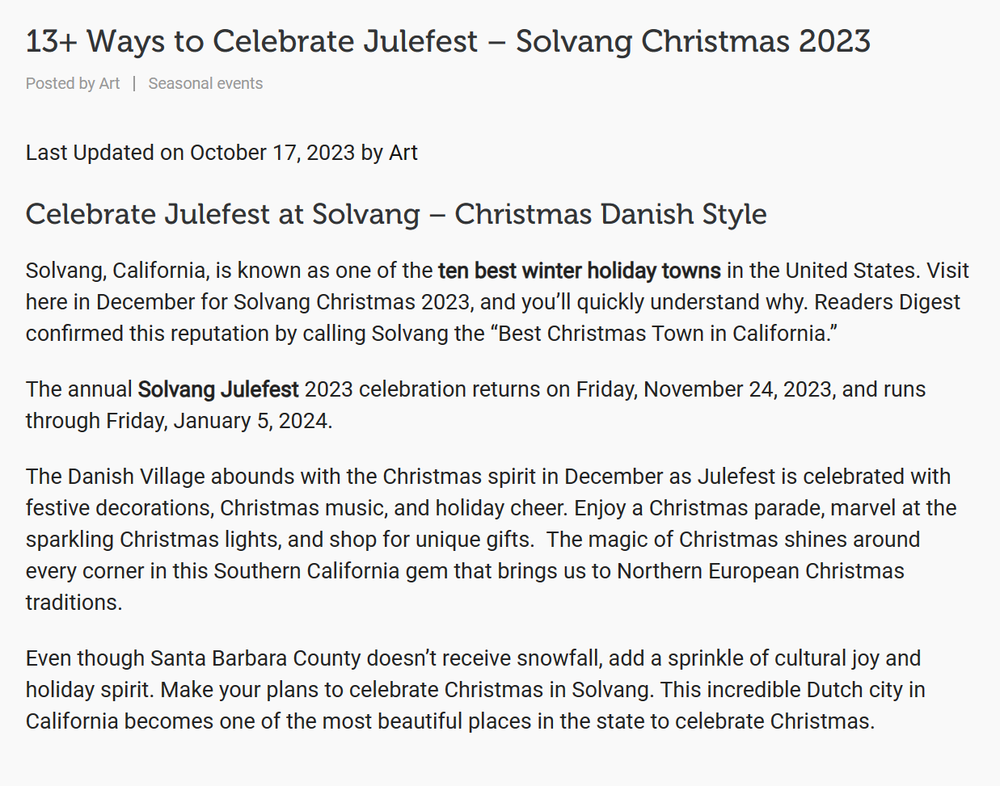 13+ Ways to Celebrate Julefest – Solvang Christmas 2023
Posted by Art | Seasonal events
Last Updated on October 17, 2023 by Art
Celebrate Julefest at Solvang – Christmas Danish Style
Solvang, California, is known as one of the ten best winter holiday towns in the United States. Visit
here in December for Solvang Christmas 2023, and you’ll quickly understand why. Readers Digest
confirmed this reputation by calling Solvang the “Best Christmas Town in California.”
The annual Solvang Julefest 2023 celebration returns on Friday, November 24, 2023, and runs
through Friday, January 5, 2024.
The Danish Village abounds with the Christmas spirit in December as Julefest is celebrated with
festive decorations, Christmas music, and holiday cheer. Enjoy a Christmas parade, marvel at the
sparkling Christmas lights, and shop for unique gifts.  The magic of Christmas shines around
every corner in this Southern California gem that brings us to Northern European Christmas
traditions.
Even though Santa Barbara County doesn’t receive snowfall, add a sprinkle of cultural joy and
holiday spirit. Make your plans to celebrate Christmas in Solvang. This incredible Dutch city in
California becomes one of the most beautiful places in the state to celebrate Christmas.